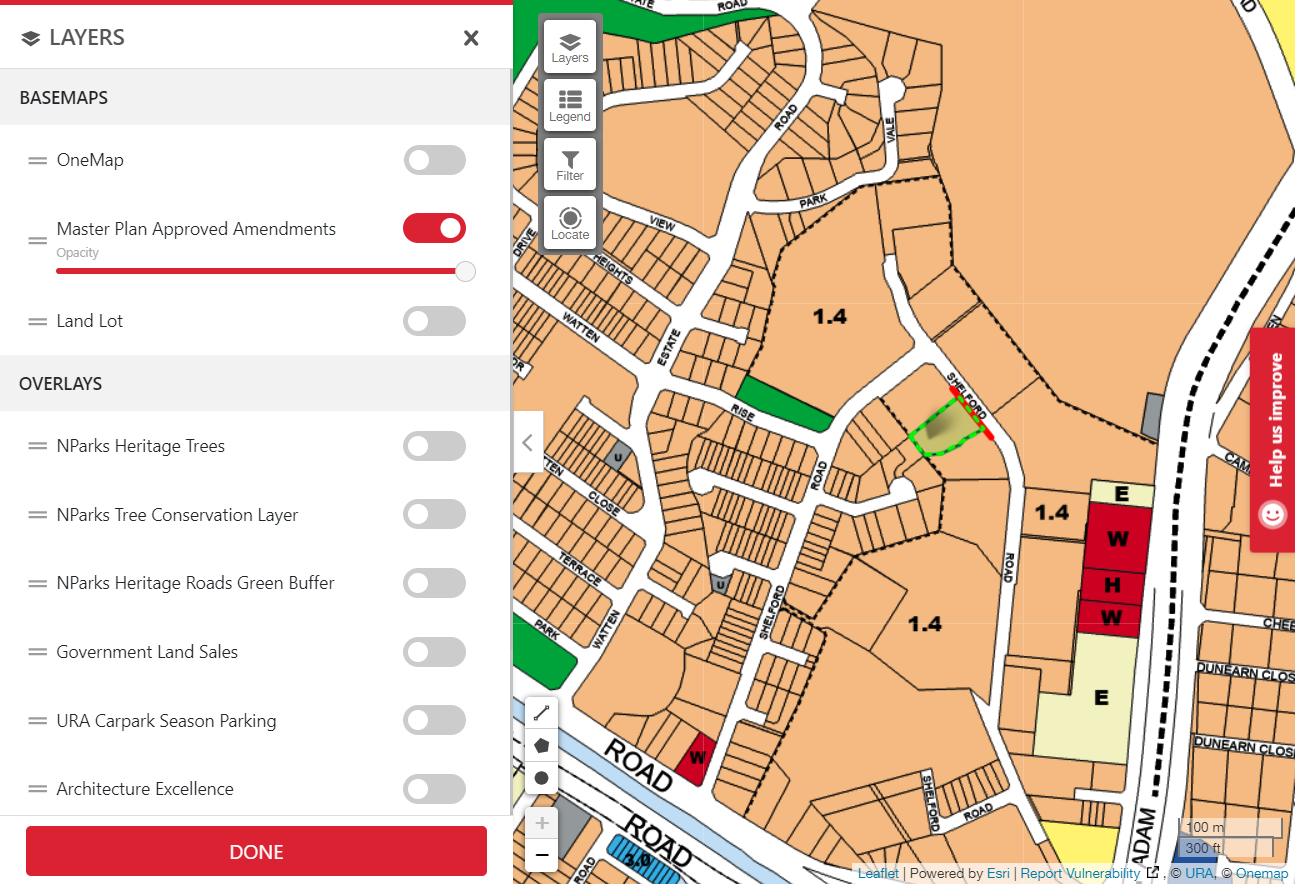 LAYERS
BASEMAPS
OneMap
Master Plan Approved Amendments
Opacity
Land Lot
OVERLAYS
NParks Heritage Trees
NParks Tree Conservation Layer
NParks Heritage Roads Green Buffer
Government Land Sales
URA Carpark Season Parking
Architecture Excellence
DONE
Layers
Legend
Filter
Locate
ROAD
ROAD
VALE
PARK
VIEW
DRIVE
HEIGHTS
WATTEN
ESTATE
RISE
1.4
SHELFORD
ROAD
U
CLOSE
TERRACE
PARK
WATTEN
U
SHELFORD
ROAD
1.4
1.4
E
W
H
W
E
W
ROAD
ROAD
3.0
ROAD
SHELFORD
ROAD
ADAM
DUNEARN CLOS
DUNEARN CLOS
Help us improve
100 m
300 ft
Leaflet | Powered by Esri | Report Vulnerability , © URA, © Onemap